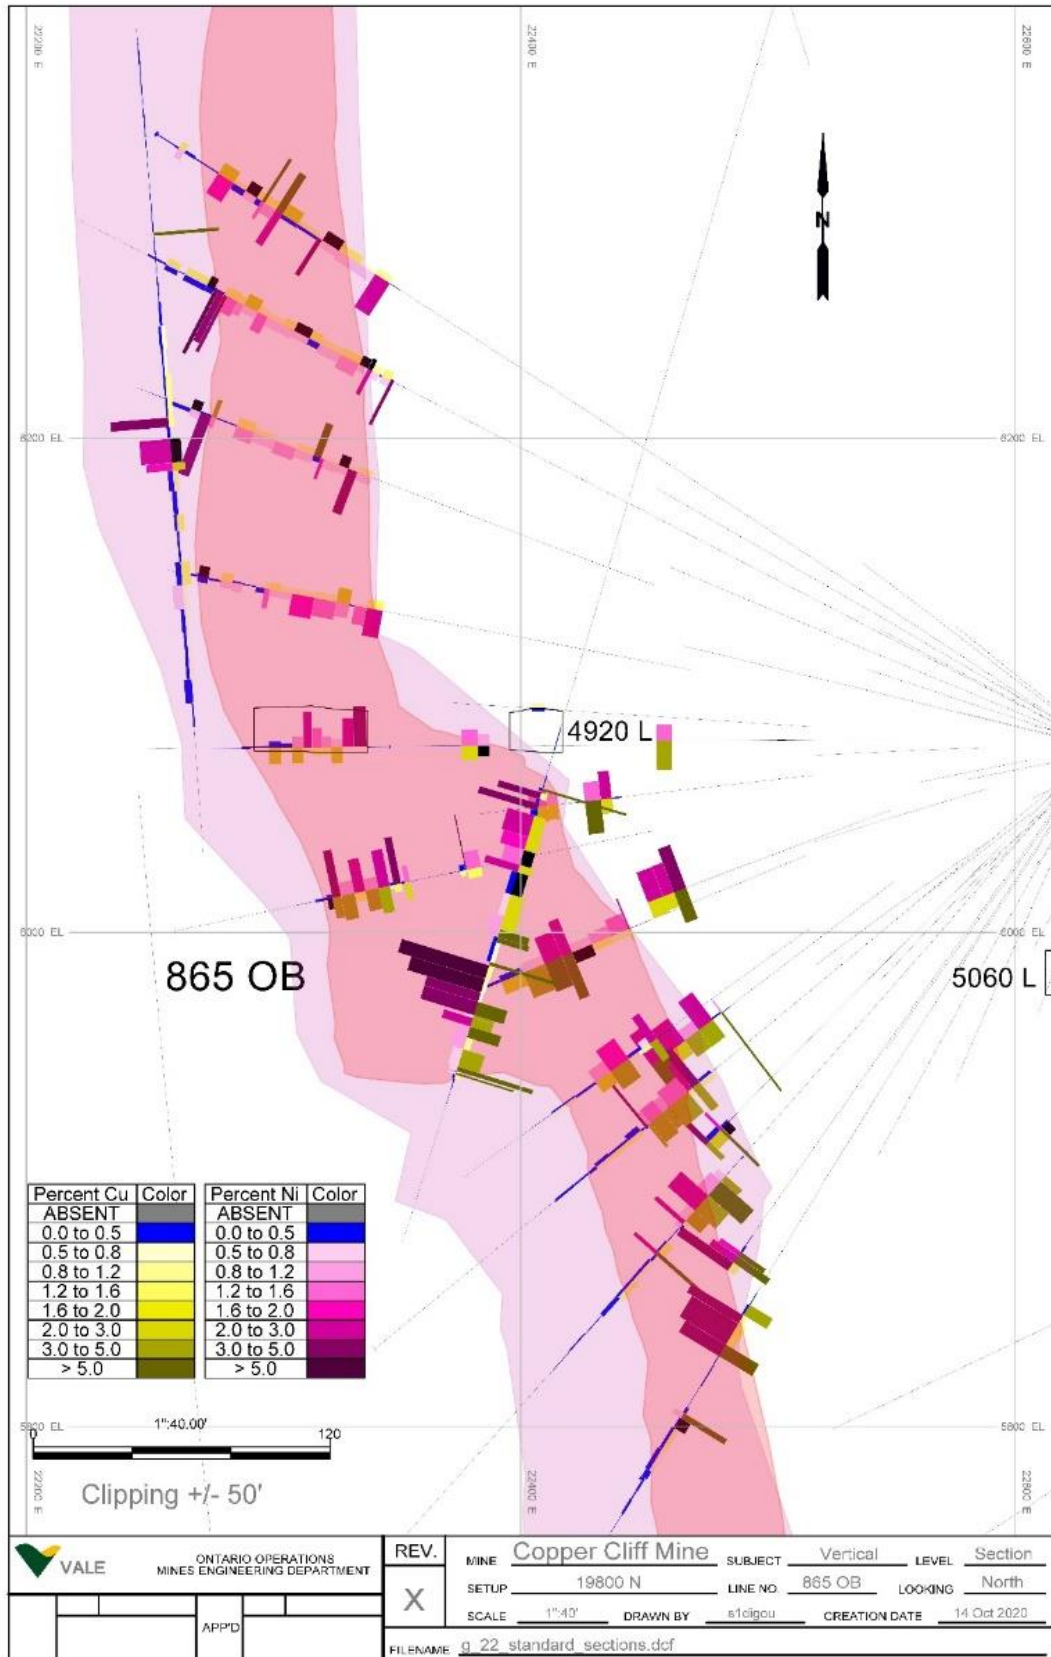 22200 E
22400 E
22600 E
N
6200 EL
6200 EL
4920 L
6000 EL
6000 EL
865 OB
5060 L
Percent Cu Color Percent Ni Color
ABSENT ABSENT
0.0 to 0.5 0.0 to 0.5
0.5 to 0.8 0.5 to 0.8
0.8 to 1.2 0.8 to 1.2
1.2 to 1.6 1.2 to 1.6
1.6 to 2.0 1.6 to 2.0
2.0 to 3.0 2.0 to 3.0
3.0 to 5.0 3.0 to 5.0
> 5.0 > 5.0
1":40.00'
5800 EL
5800 EL
0 120
Clipping +/- 50'
22200 E
22400 E
22600 E
VALE
ONTARIO OPERATIONS
MINES ENGINEERING DEPARTMENT
APP'D
REV.
X
MINE Copper Cliff Mine SUBJECT Vertical LEVEL Section
SETUP 19800 N LINE NO. 865 OB LOOKING North
SCALE 1":40' DRAWN BY s1digou CREATION DATE 14 Oct 2020
FILENAME g_22_standard_sections.dcf